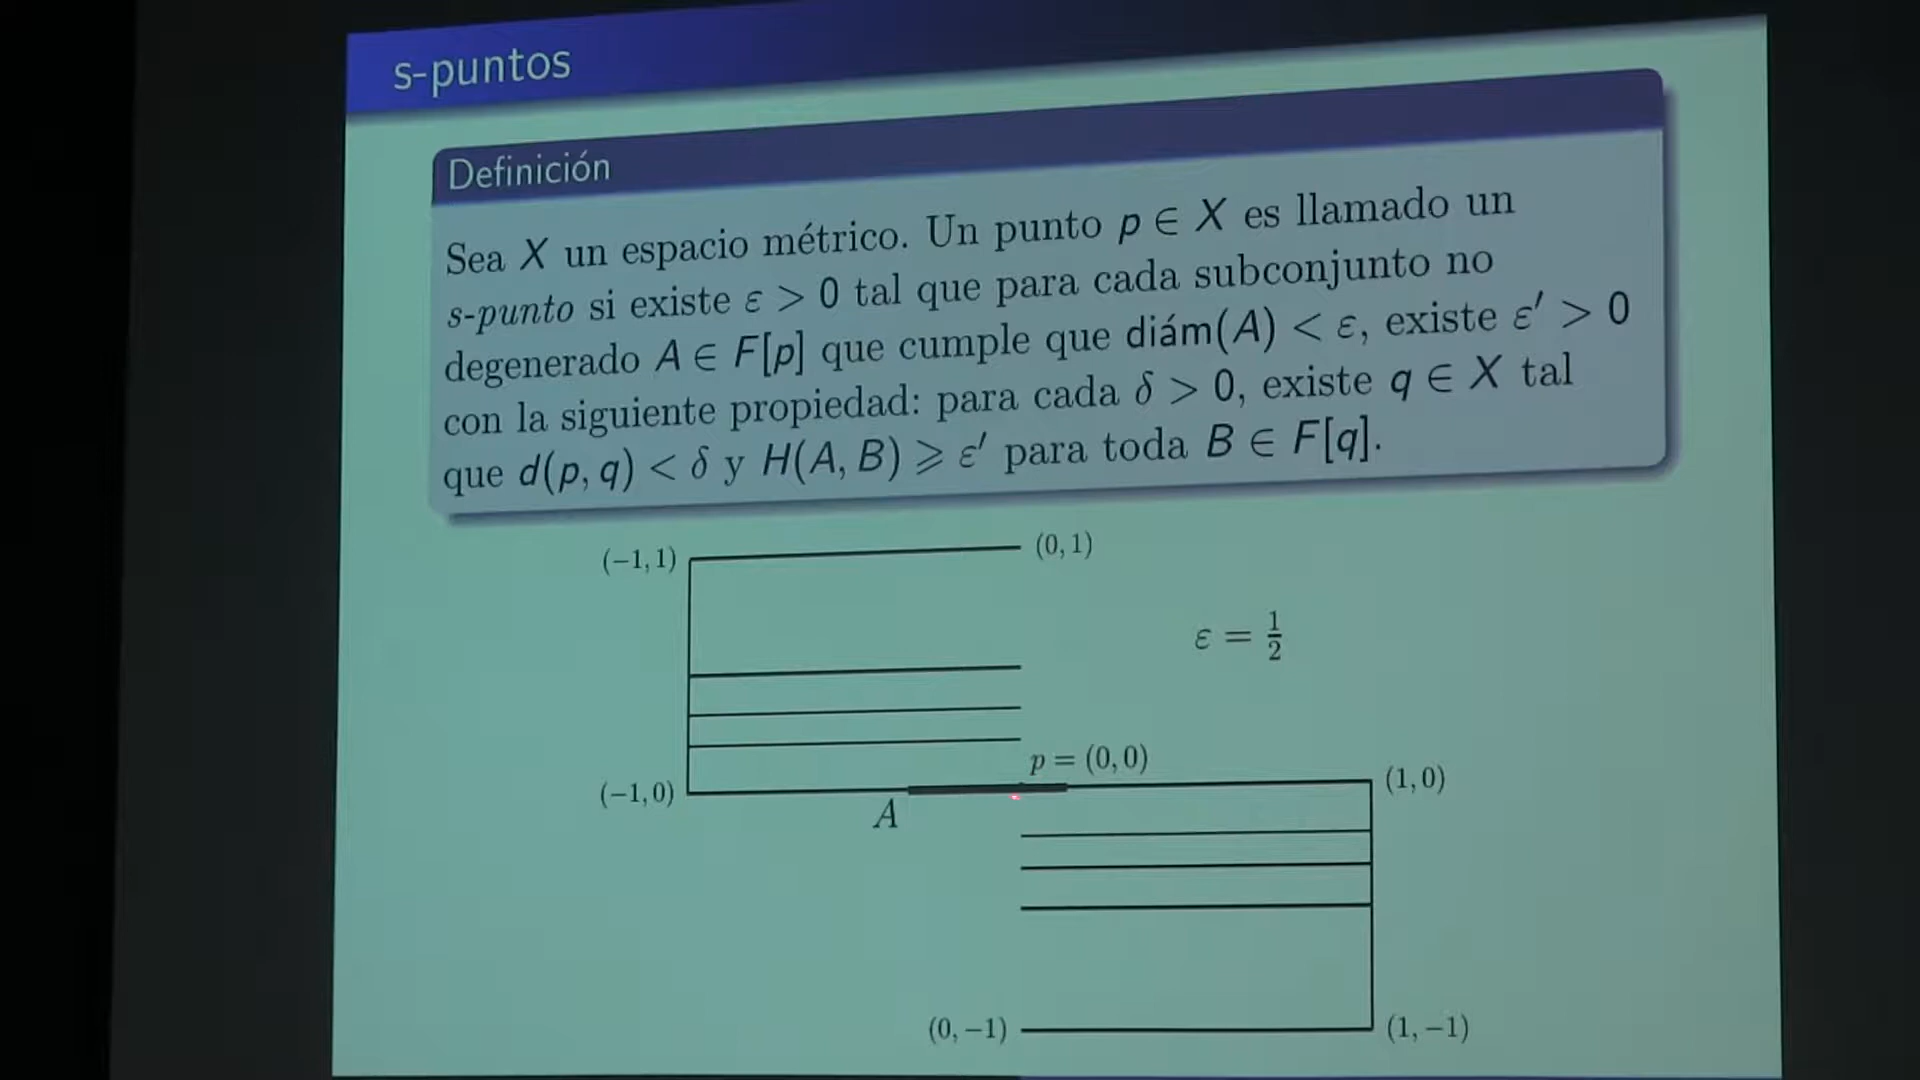 s-puntos
Definición
Sea X un espacio métrico. Un punto p ∈ X es llamado un
s-punto si existe ε > 0 tal que para cada subconjunto no
degenerado A ∈ F[p] que cumple que diám(A) < ε, existe ε′ > 0
con la siguiente propiedad: para cada δ > 0, existe q ∈ X tal
que d(p, q) < δ y H(A, B) ⩾ ε′ para toda B ∈ F[q].
(−1, 1)
(0, 1)
ε = 1/2
p = (0, 0)
(−1, 0)
(1, 0)
A
(0, −1)
(1, −1)